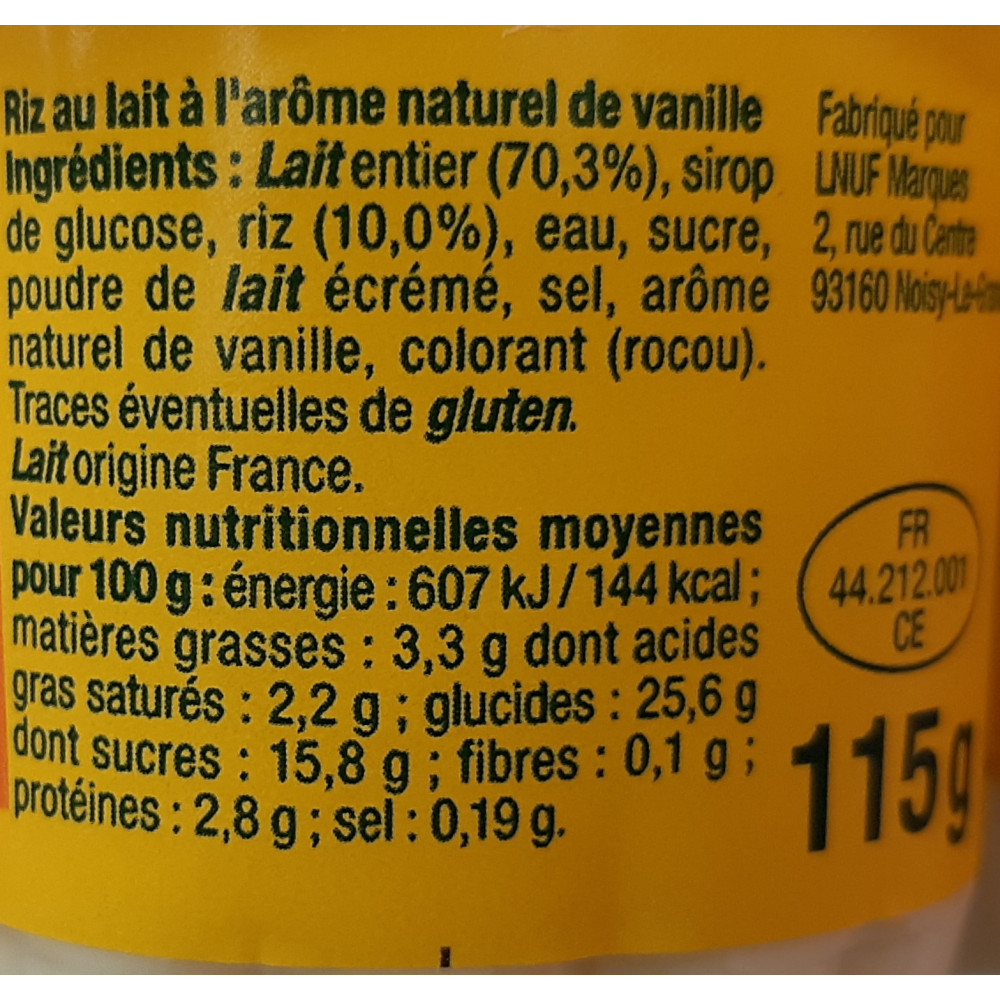 Riz au lait à l'arôme naturel de vanille
Ingrédients : Lait entier (70,3%), sirop
de glucose, riz (10,0%), eau, sucre,
poudre de lait écrémé, sel, arôme
naturel de vanille, colorant (rocou).
Traces éventuelles de gluten.
Lait origine France.
Valeurs nutritionnelles moyennes
pour 100 g : énergie : 607 kJ / 144 kcal ;
matières grasses : 3,3 g dont acides
gras saturés : 2,2 g ; glucides : 25,6 g
dont sucres : 15,8 g ; fibres : 0,1 g ;
protéines : 2,8 g ; sel : 0,19 g.
Fabriqué pour
LNUF Marques
2, rue du Centre
93160
FR
44.212.001
CE
115g